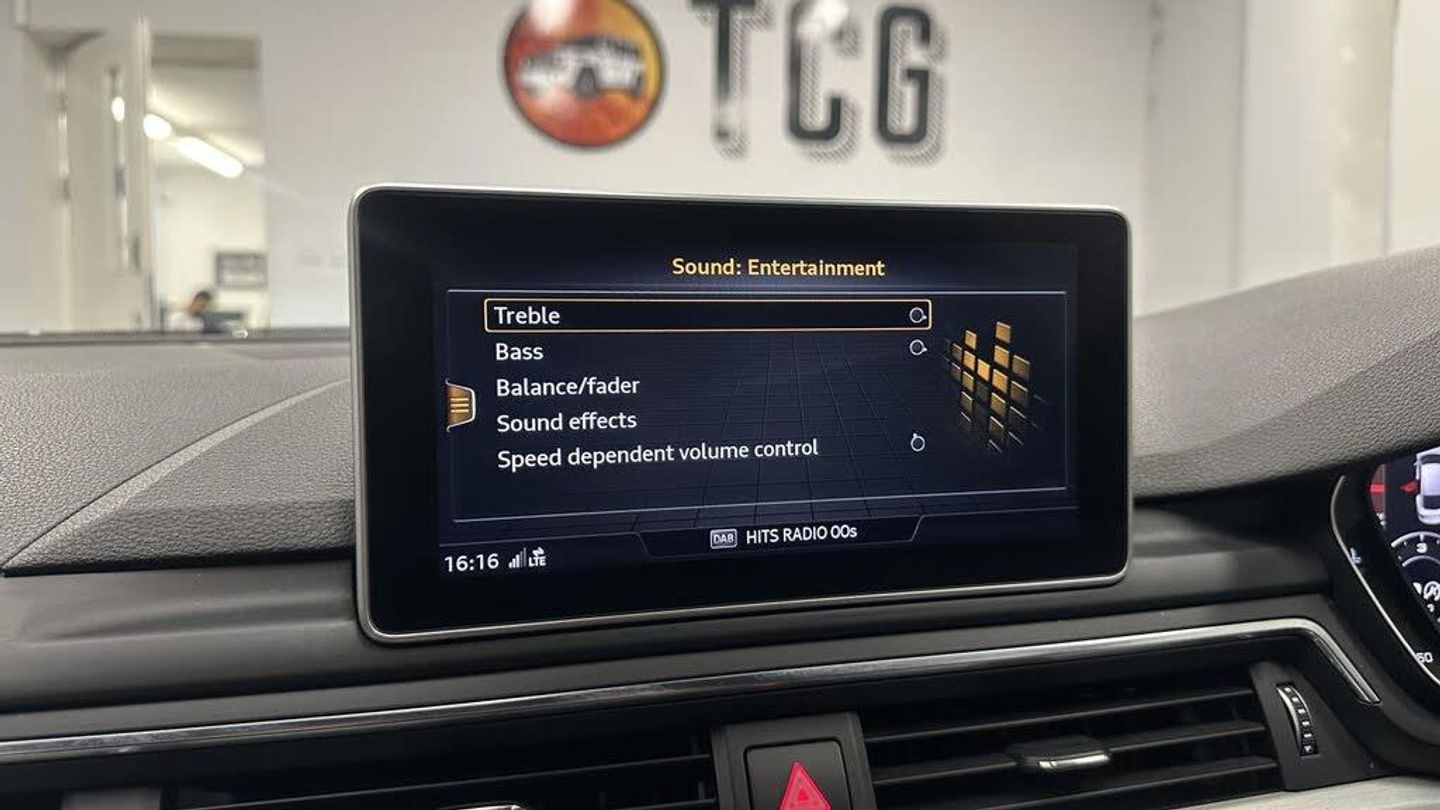 TCG
Sound: Entertainment
Treble
Bass
Balance/fader
Sound effects
Speed dependent volume control
DAB HITS RADIO 00s
16:16 LTE
3